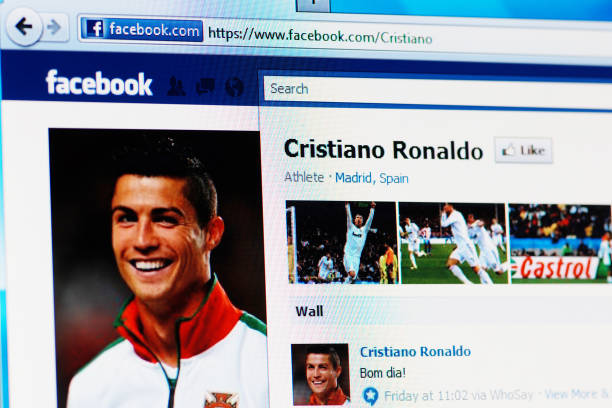 facebook.com https://www.facebook.com/Cristiano
facebook
Search
Cristiano Ronaldo
Like
Athlete · Madrid, Spain
Castrol
Wall
Cristiano Ronaldo
Bom dia!
Friday at 11:02 via WhoSay · View More &